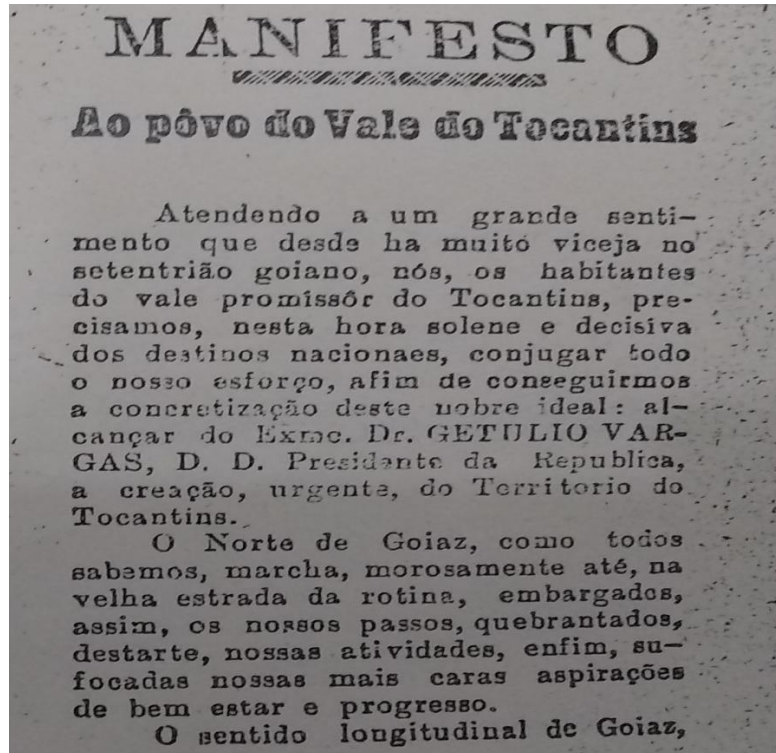 MANIFESTO
Ao pôvo do Vale do Tocantins
Atendendo a um grande senti-
mento que desde ha muito viceja no
setentrião goiano, nós, os habitantes
do vale promissôr do Tocantins, pre-
cisamos, nesta hora solene e decisiva
dos destinos nacionaes, conjugar todo
o nosso esforço, afim de conseguirmos
a concretização deste nobre ideal: al-
cançar do Exmo. Dr. GETULIO VAR-
GAS, D. D. Presidente da Republica,
a creação, urgente, do Territorio do
Tocantins.
O Norte de Goiaz, como todos
sabemos, marcha, morosamente até, na
velha estrada da rotina, embargados,
assim, os nossos passos, quebrantados,
destarte, nossas atividades, enfim, su-
focadas nossas mais caras aspirações
de bem estar e progresso.
O sentido longitudinal de Goiaz,